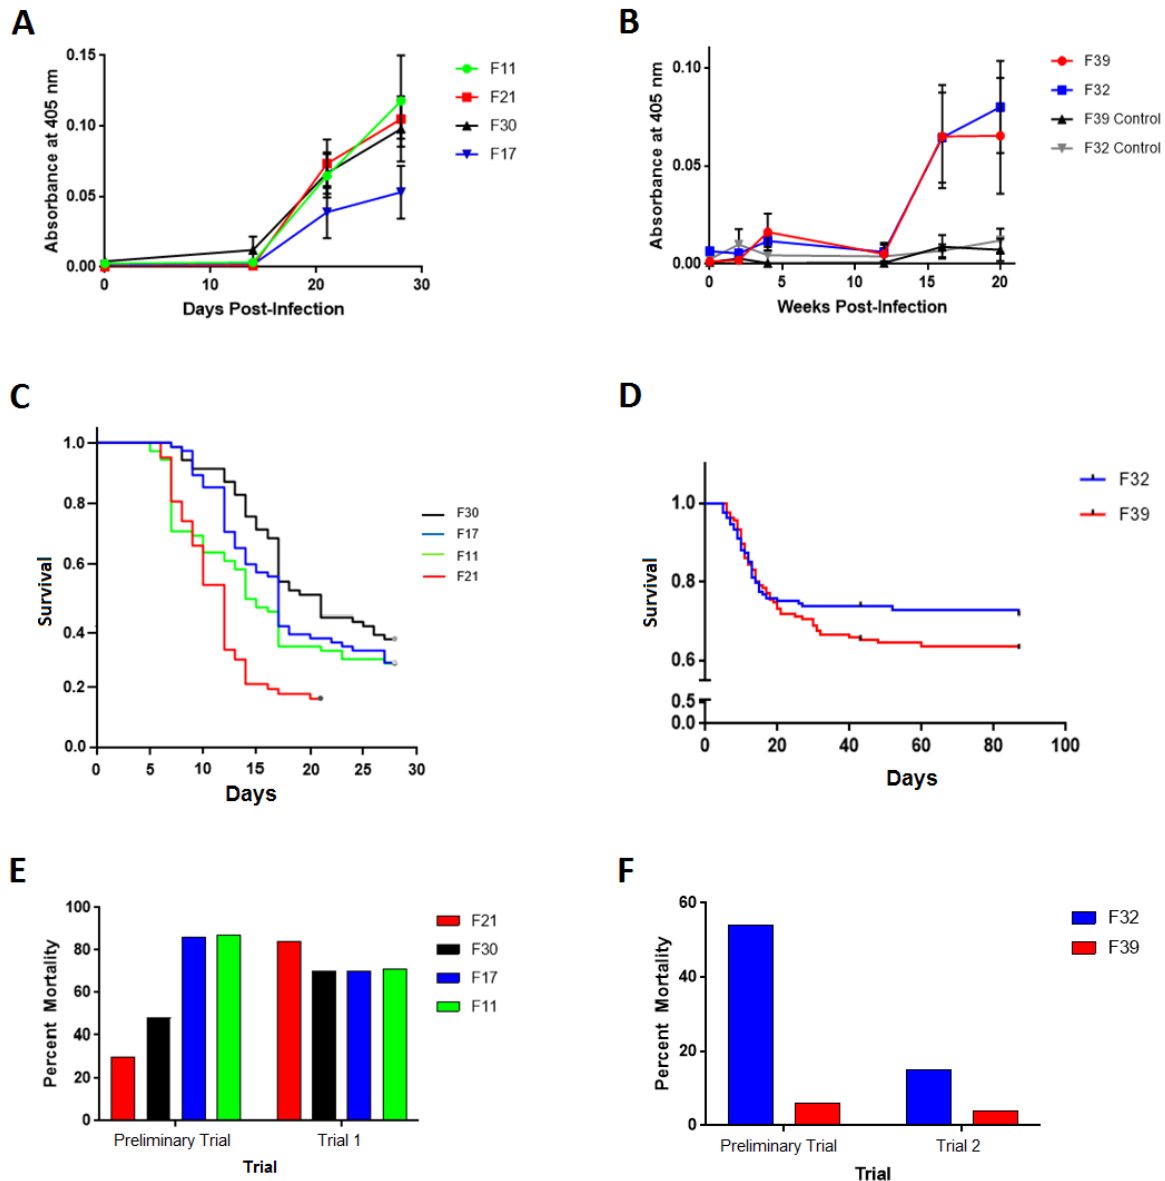 A
Absorbance at 405 nm
0.15
0.10
0.05
0.00
0 10 20 30
Days Post-Infection
F11
F21
F30
F17
B
Absorbance at 405 nm
0.10
0.05
0.00
0 5 10 15 20
Weeks Post-Infection
F39
F32
F39 Control
F32 Control
C
Survival
1.0
0.8
0.6
0.4
0.2
0.0
0 5 10 15 20 25 30
Days
F30
F17
F11
F21
D
Survival
1.0
0.8
0.6
0.5
0.0
0 20 40 60 80 100
Days
F32
F39
E
Percent Mortality
100
80
60
40
20
0
Preliminary Trial Trial 1
Trial
F21
F30
F17
F11
F
Percent Mortality
60
40
20
0
Preliminary Trial Trial 2
Trial
F32
F39